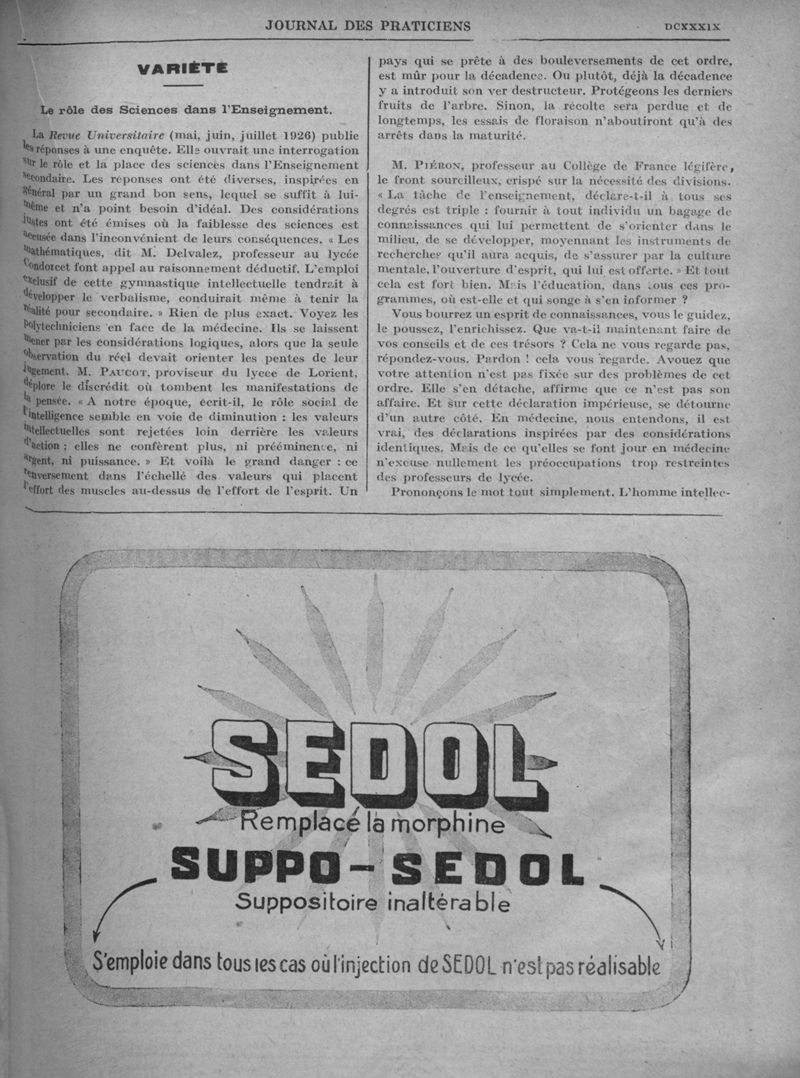 JOURNAL DES PRATICIENS
DCXXXIX
VARIÉTÉ
Le rôle des Sciences dans l'Enseignement.
La Revue Universitaire (mai, juin, juillet 1926) publie
les réponses à une enquête. Elle ouvrait une interrogation
sur le rôle et la place des sciences dans l'Enseignement
secondaire. Les réponses ont été diverses, inspirées en
général par un grand bon sens, lequel se suffit à lui-
même et n'a point besoin d'idéal. Des considérations
justes ont été émises où la faiblesse des sciences est
accusée dans l'inconvénient de leurs conséquences. « Les
mathématiques, dit M. Delvalez, professeur au lycée
Condorcet font appel au raisonnement déductif. L'emploi
exclusif de cette gymnastique intellectuelle tendrait à
développer le verbalisme, conduirait même à tenir la
réalité pour secondaire. » Rien de plus exact. Voyez les
polytechniciens en face de la médecine. Ils se laissent
mener par les considérations logiques, alors que la seule
observation du réel devait orienter les pentes de leur
jugement. M. PAUCOT, proviseur du lycee de Lorient,
déplore le discrédit où tombent les manifestations de
la pensée. « A notre époque, écrit-il, le rôle social de
l'intelligence semble en voie de diminution : les valeurs
intellectuelles sont rejetées loin derrière les valeurs
d'action ; elles ne confèrent plus, ni prééminence, ni
argent, ni puissance. » Et voilà le grand danger : ce
renversement dans l'échellé des valeurs qui placent
l'effort des muscles au-dessus de l'effort de l'esprit. Un
pays qui se prête à des bouleversements de cet ordre,
est mûr pour la décadence. Ou plutôt, déjà la décadence
y a introduit son ver destructeur. Protégeons les derniers
fruits de l'arbre. Sinon, la récolte sera perdue et de
longtemps, les essais de floraison n'aboutiront qu'à des
arrêts dans la maturité.
M. PIÉRON, professeur au Collège de France légifère,
le front sourcilleux, crispé sur la nécessité des divisions.
« La tâche de l'enseignement, déclare-t-il à tous ses
degrés est triple : fournir à tout individu un bagage de
connaissances qui lui permettent de s'orienter dans le
milieu, de se développer, moyennant les instruments de
recherches qu'il aura acquis, de s'assurer par la culture
mentale, l'ouverture d'esprit, qui lui est offerte. » Et tout
cela est fort bien. Mais l'éducation, dans tous ces pro-
grammes, où est-elle et qui songe à s'en informer ?
Vous bourrez un esprit de connaissances, vous le guidez,
le poussez, l'enrichissez. Que va-t-il maintenant faire de
vos conseils et de ces trésors ? Cela ne vous regarde pas,
répondez-vous. Pardon ! cela vous regarde. Avouez que
votre attention n'est pas fixée sur des problèmes de cet
ordre. Elle s'en détache, affirme que ce n'est pas son
affaire. Et sur cette déclaration impérieuse, se détourne
d'un autre côté. En médecine, nous entendons, il est
vrai, des déclarations inspirées par des considérations
identiques. Mais de ce qu'elles se font jour en médecine
n'excuse nullement les préoccupations trop restreintes
des professeurs de lycée.
Prononçons le mot tout simplement. L'homme intellec-
SEDOL
Remplace la morphine
SUPPO-SEDOL
Suppositoire inaltérable
S'emploie dans tous les cas où l'injection de SEDOL n'est pas réalisable